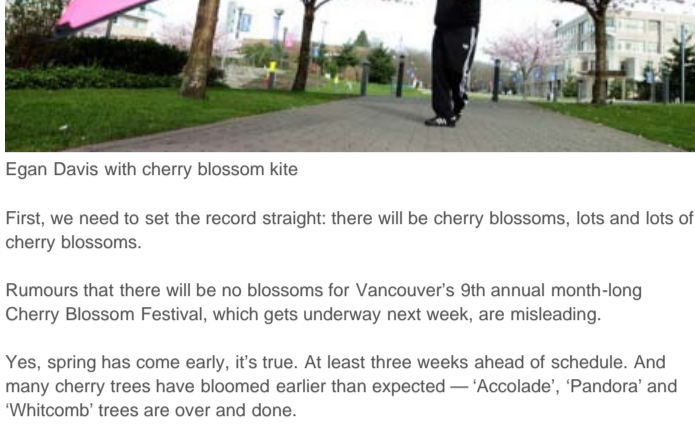 Egan Davis with cherry blossom kite
First, we need to set the record straight: there will be cherry blossoms, lots and lots of
cherry blossoms.
Rumours that there will be no blossoms for Vancouver’s 9th annual month-long
Cherry Blossom Festival, which gets underway next week, are misleading.
Yes, spring has come early, it’s true. At least three weeks ahead of schedule. And
many cherry trees have bloomed earlier than expected — ‘Accolade’, ‘Pandora’ and
‘Whitcomb’ trees are over and done.